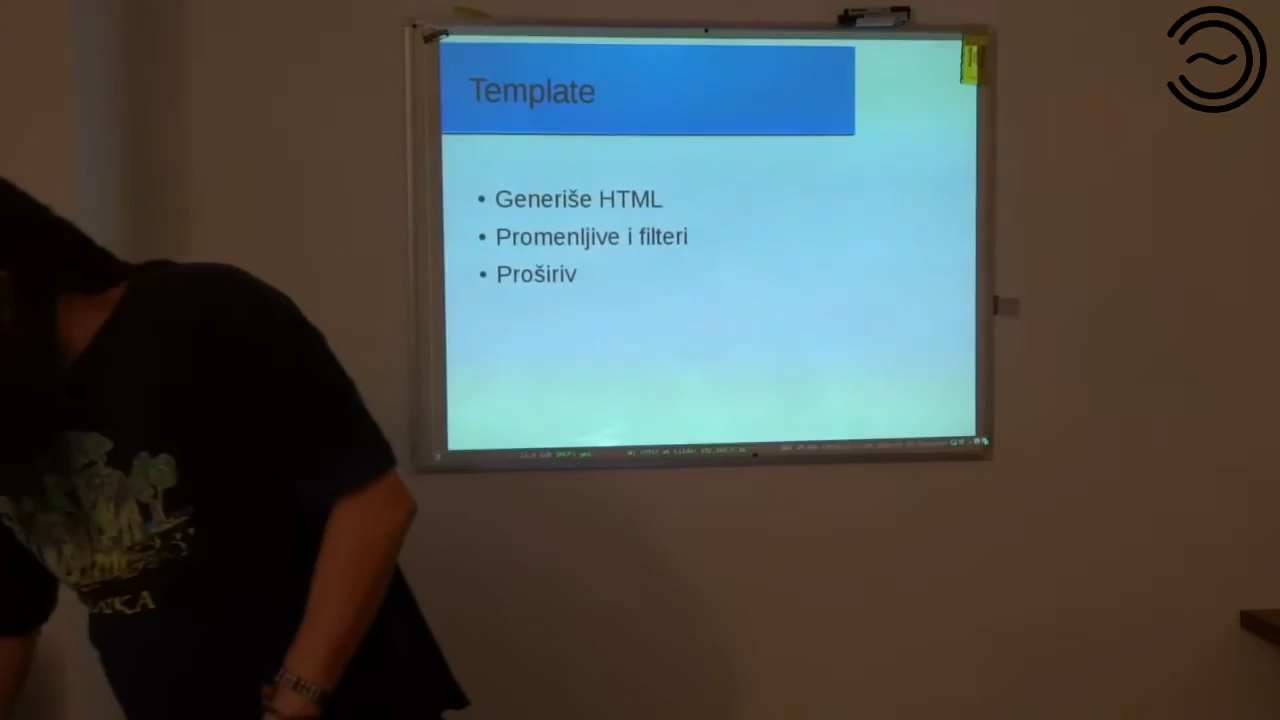 Template
• Generiše HTML
• Promenljive i filteri
• Proširiv